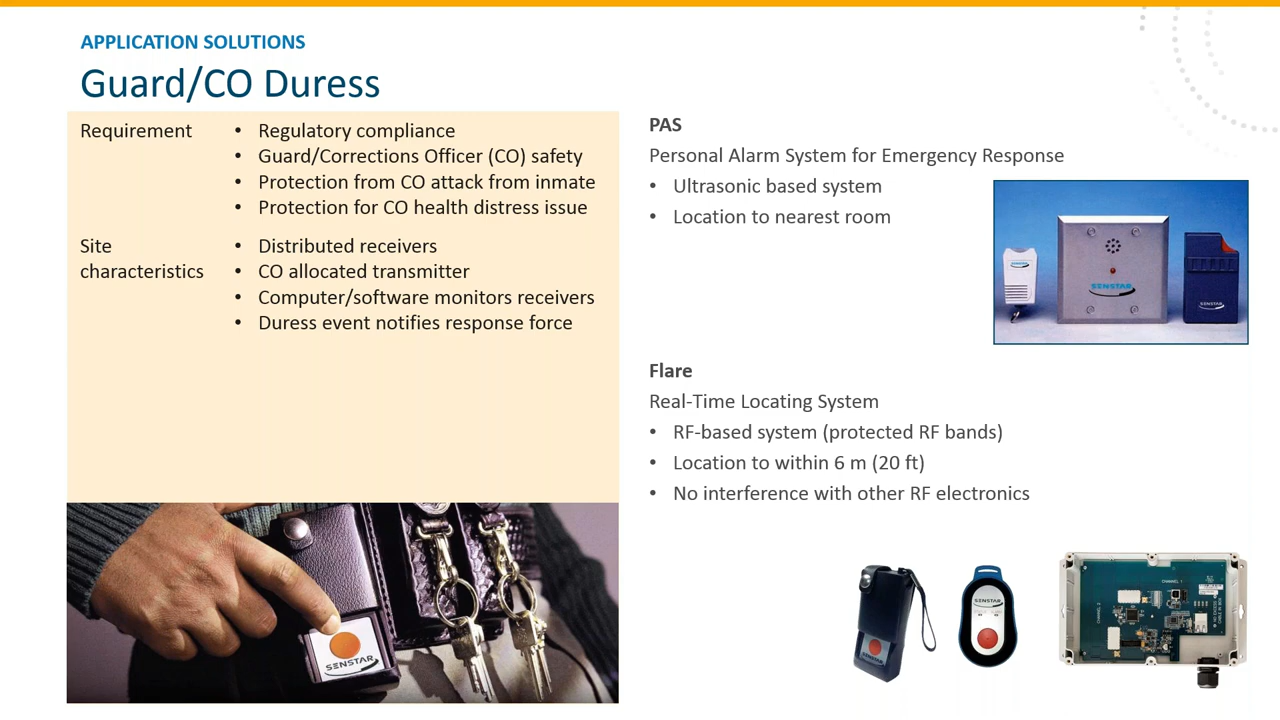 APPLICATION SOLUTIONS
Guard/CO Duress
Requirement
• Regulatory compliance
• Guard/Corrections Officer (CO) safety
• Protection from CO attack from inmate
• Protection for CO health distress issue
Site
characteristics
• Distributed receivers
• CO allocated transmitter
• Computer/software monitors receivers
• Duress event notifies response force
SENSTAR
PAS
Personal Alarm System for Emergency Response
• Ultrasonic based system
• Location to nearest room
SENSTAR
SENSTAR
Flare
Real-Time Locating System
• RF-based system (protected RF bands)
• Location to within 6 m (20 ft)
• No interference with other RF electronics
SENSTAR
SENSTAR
CHANNEL 1